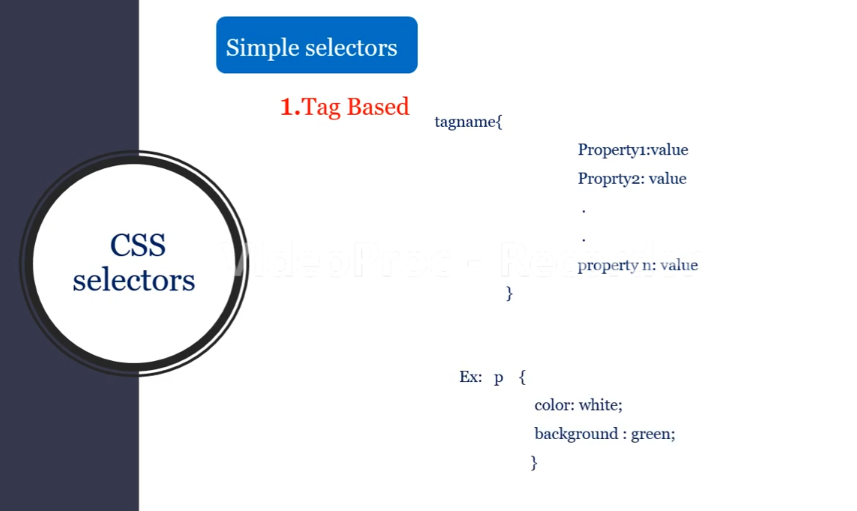 Simple selectors
1.Tag Based
tagname{
Property1:value
Proprty2: value
.
.
property n: value
}
CSS
selectors
VideoProc - Recorder
Ex: p {
color: white;
background : green;
}